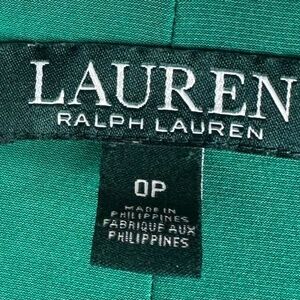 LAUREN
RALPH LAUREN
0P
MADE IN
PHILIPPINES
FABRIQUE AUX
PHILIPPINES